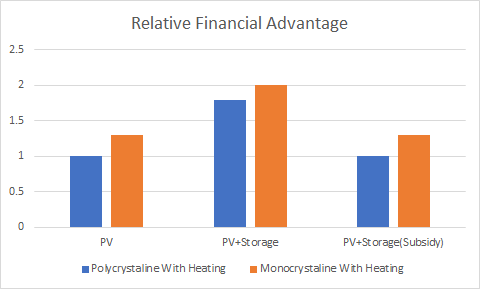 Relative Financial Advantage
2.5
2
1.5
1
0.5
0
PV PV+Storage PV+Storage(Subsidy)
Polycrystaline With Heating Monocrystaline With Heating